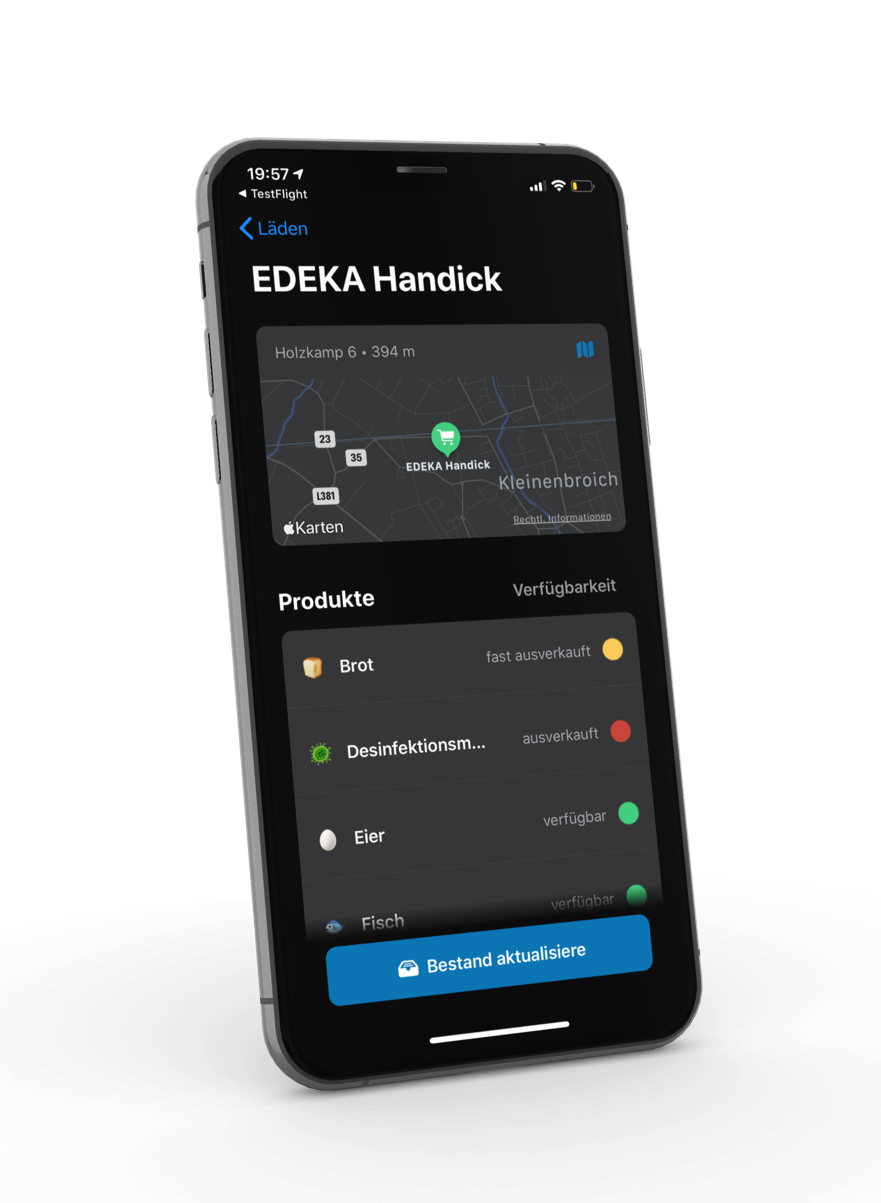 19:57
◀ TestFlight
Läden
EDEKA Handick
Holzkamp 6 • 394 m
23
35
EDEKA Handick
Kleinenbroich
L381
Rechtl. Informationen
Karten
Produkte Verfügbarkeit
Brot fast ausverkauft
Desinfektionsm... ausverkauft
Eier verfügbar
Fisch verfügbar
Bestand aktualisiere